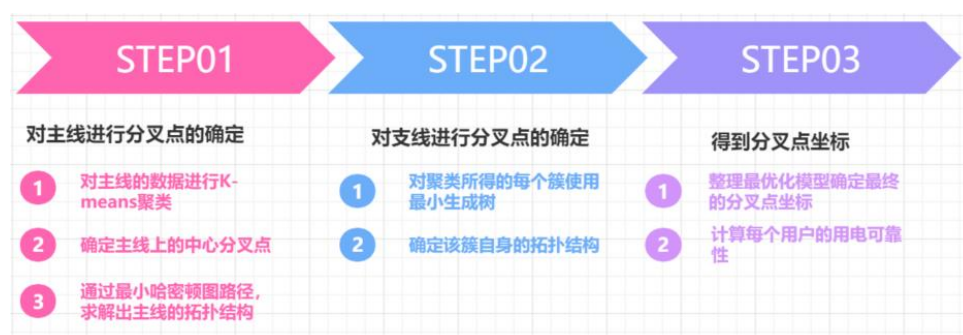 STEP01
STEP02
STEP03
对主线进行分叉点的确定
1
对主线的数据进行K-
means聚类
2
确定主线上的中心分叉点
3
通过最小哈密顿图路径，
求解出主线的拓扑结构
对支线进行分叉点的确定
1
对聚类所得的每个簇使用
最小生成树
2
确定该簇自身的拓扑结构
得到分叉点坐标
1
整理最优化模型确定最终
的分叉点坐标
2
计算每个用户的用电可靠
性